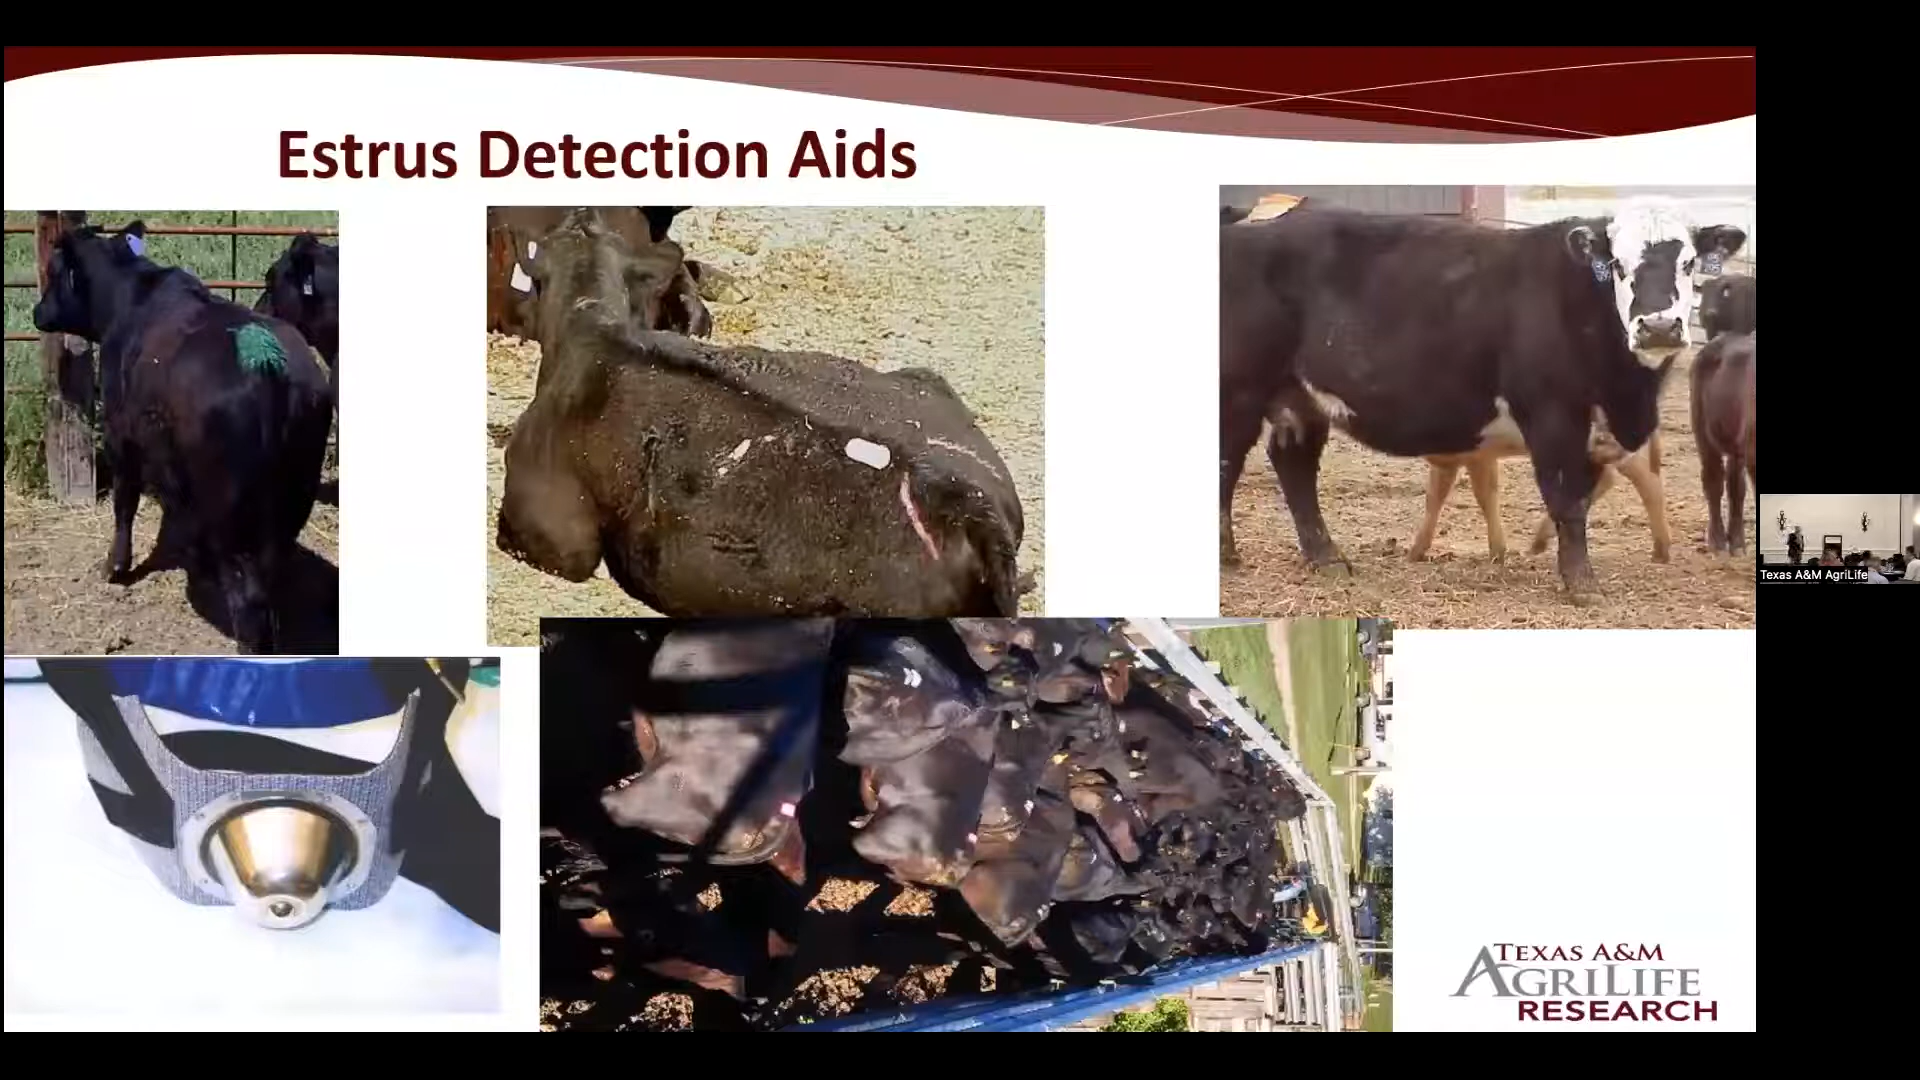 Estrus Detection Aids
Texas A&M AgriLife
TEXAS A&M
AGRILIFE
RESEARCH